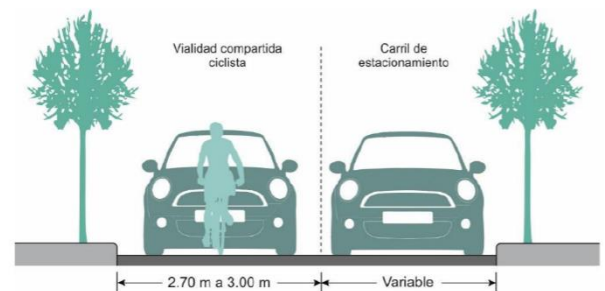 Vialidad compartida
ciclista
Carril de
estacionamiento
2.70 m a 3.00 m
Variable